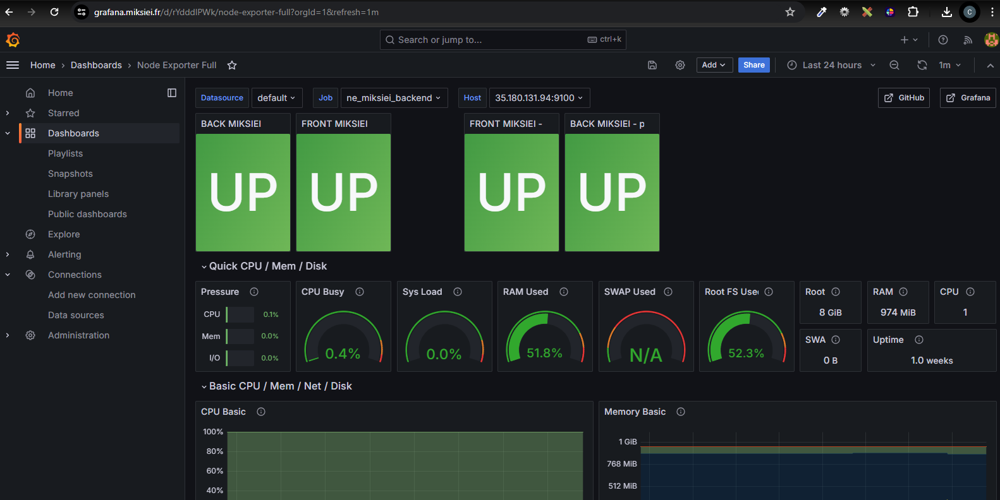 grafana.miksiei.fr/d/rYdddlPWk/node-exporter-full?orgId=1&refresh=1m
C
Search or jump to...
ctrl+k
Home › Dashboards › Node Exporter Full
Add
Share
Last 24 hours
1m
Home
Starred
Dashboards
Playlists
Snapshots
Library panels
Public dashboards
Explore
Alerting
Connections
Add new connection
Data sources
Administration
Datasource default Job ne_miksiei_backend Host 35.180.131.94:9100
GitHub
Grafana
BACK MIKSIEI
UP
FRONT MIKSIEI
UP
FRONT MIKSIEI -
UP
BACK MIKSIEI - p
UP
Quick CPU / Mem / Disk
Pressure
CPU 0.1%
Mem 0.0%
I/O 0.0%
CPU Busy
0.4%
Sys Load
0.0%
RAM Used
51.8%
SWAP Used
N/A
Root FS Used
52.3%
Root
8 GiB
RAM
974 MiB
CPU
1
SWA
0 B
Uptime
1.0 weeks
Basic CPU / Mem / Net / Disk
CPU Basic
100%
80%
60%
40%
Memory Basic
1 GiB
768 MiB
512 MiB